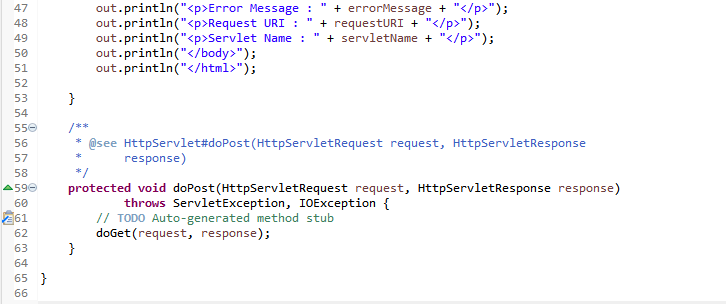 47 out.println("<p>Error Message : " + errorMessage + "</p>");
48 out.println("<p>Request URI : " + requestURI + "</p>");
49 out.println("<p>Servlet Name : " + servletName + "</p>");
50 out.println("</body>");
51 out.println("</html>");
52
53 }
54
55 /**
56 * @see HttpServlet#doPost(HttpServletRequest request, HttpServletResponse
57 * response)
58 */
59 protected void doPost(HttpServletRequest request, HttpServletResponse response)
60 throws ServletException, IOException {
61 // TODO Auto-generated method stub
62 doGet(request, response);
63 }
64
65 }